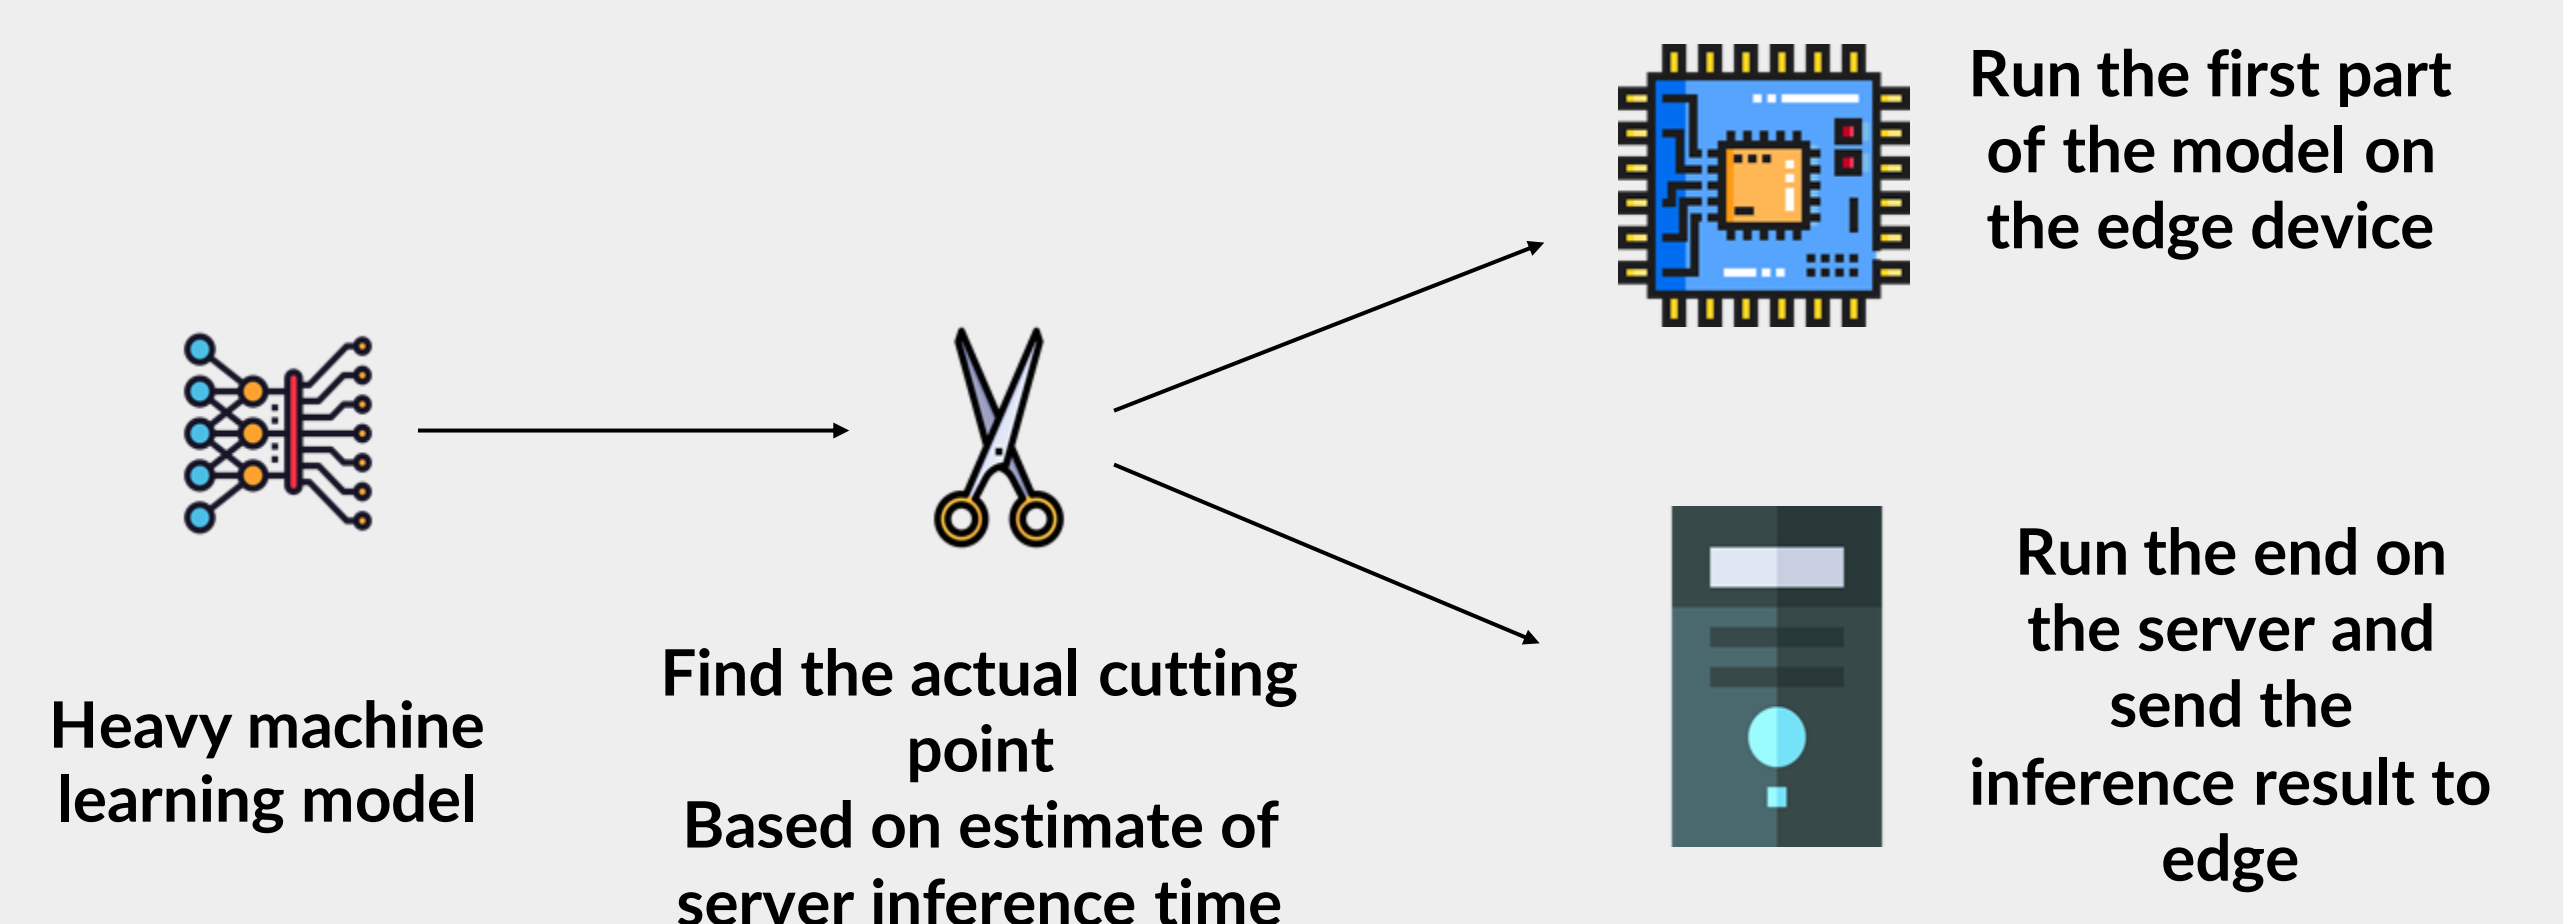 Heavy machine
learning model
Find the actual cutting
point
Based on estimate of
server inference time
Run the first part
of the model on
the edge device
Run the end on
the server and
send the
inference result to
edge